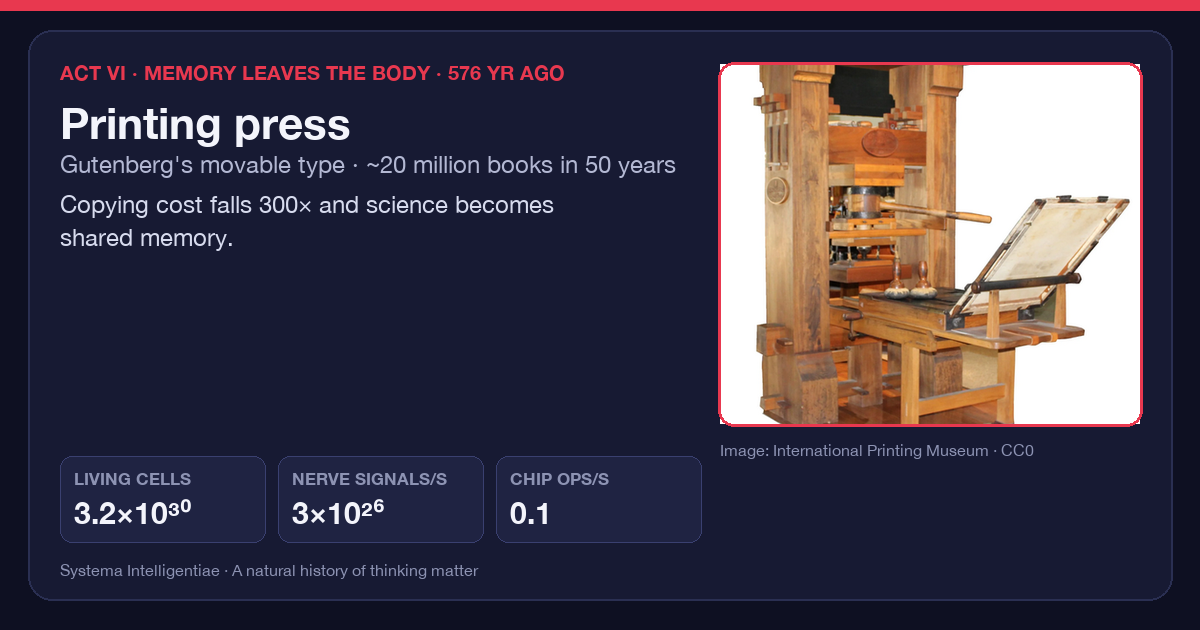 ACT VI · MEMORY LEAVES THE BODY · 576 YR AGO
Printing press
Gutenberg's movable type · ~20 million books in 50 years
Copying cost falls 300× and science becomes
shared memory.
Image: International Printing Museum · CC0
LIVING CELLS
3.2×10³⁰
NERVE SIGNALS/S
3×10²⁶
CHIP OPS/S
0.1
Systema Intelligentiae · A natural history of thinking matter